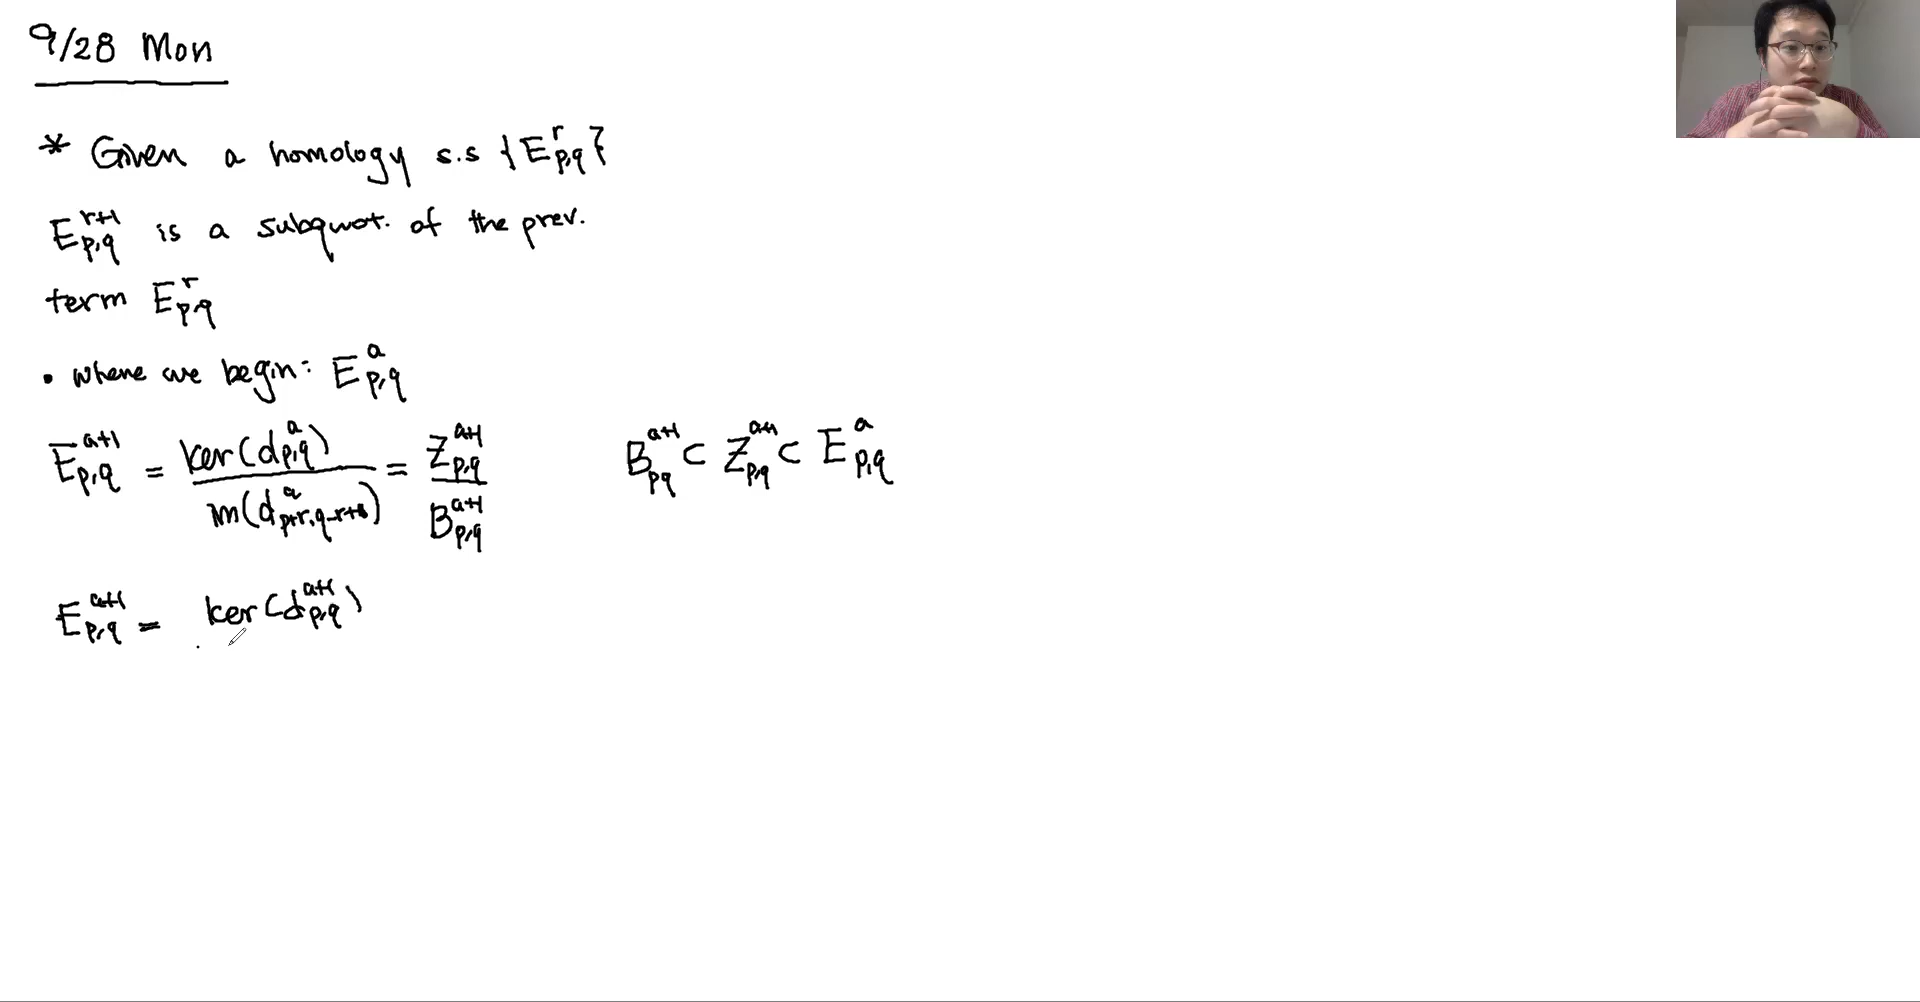 9/28 Mon
* Given a homology s.s {E^r_{p,q}}
E^{r+1}_{p,q} is a subquot. of the prev.
term E^r_{p,q}
• where we begin: E^a_{p,q}
E^{a+1}_{p,q} = ker(d^a_{p,q}) / im(d^a_{p+r,q-r+1}) = Z^{a+1}_{p,q} / B^{a+1}_{p,q}   B^{a+1}_{pq} ⊂ Z^{a+1}_{p,q} ⊂ E^a_{p,q}
E^{a+1}_{p,q} = ker(d^{a+1}_{p,q})